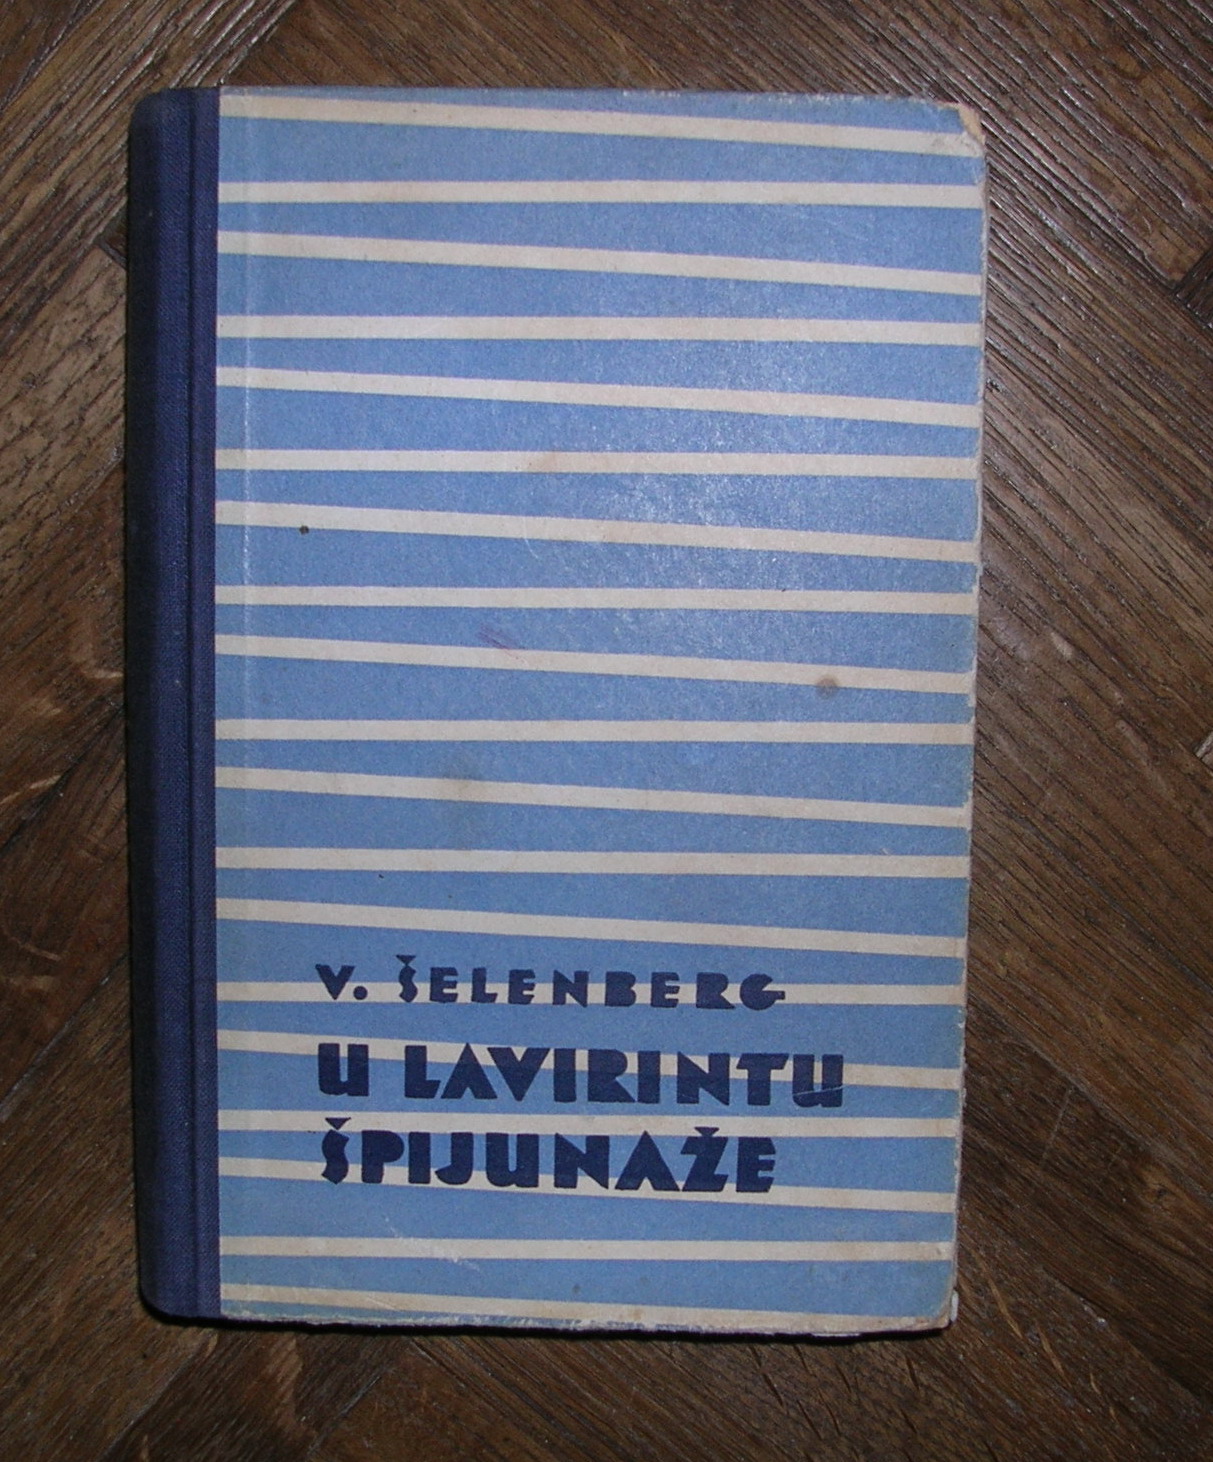 V. ŠELENBERG
U LAVIRINTU
ŠPIJUNAŽE